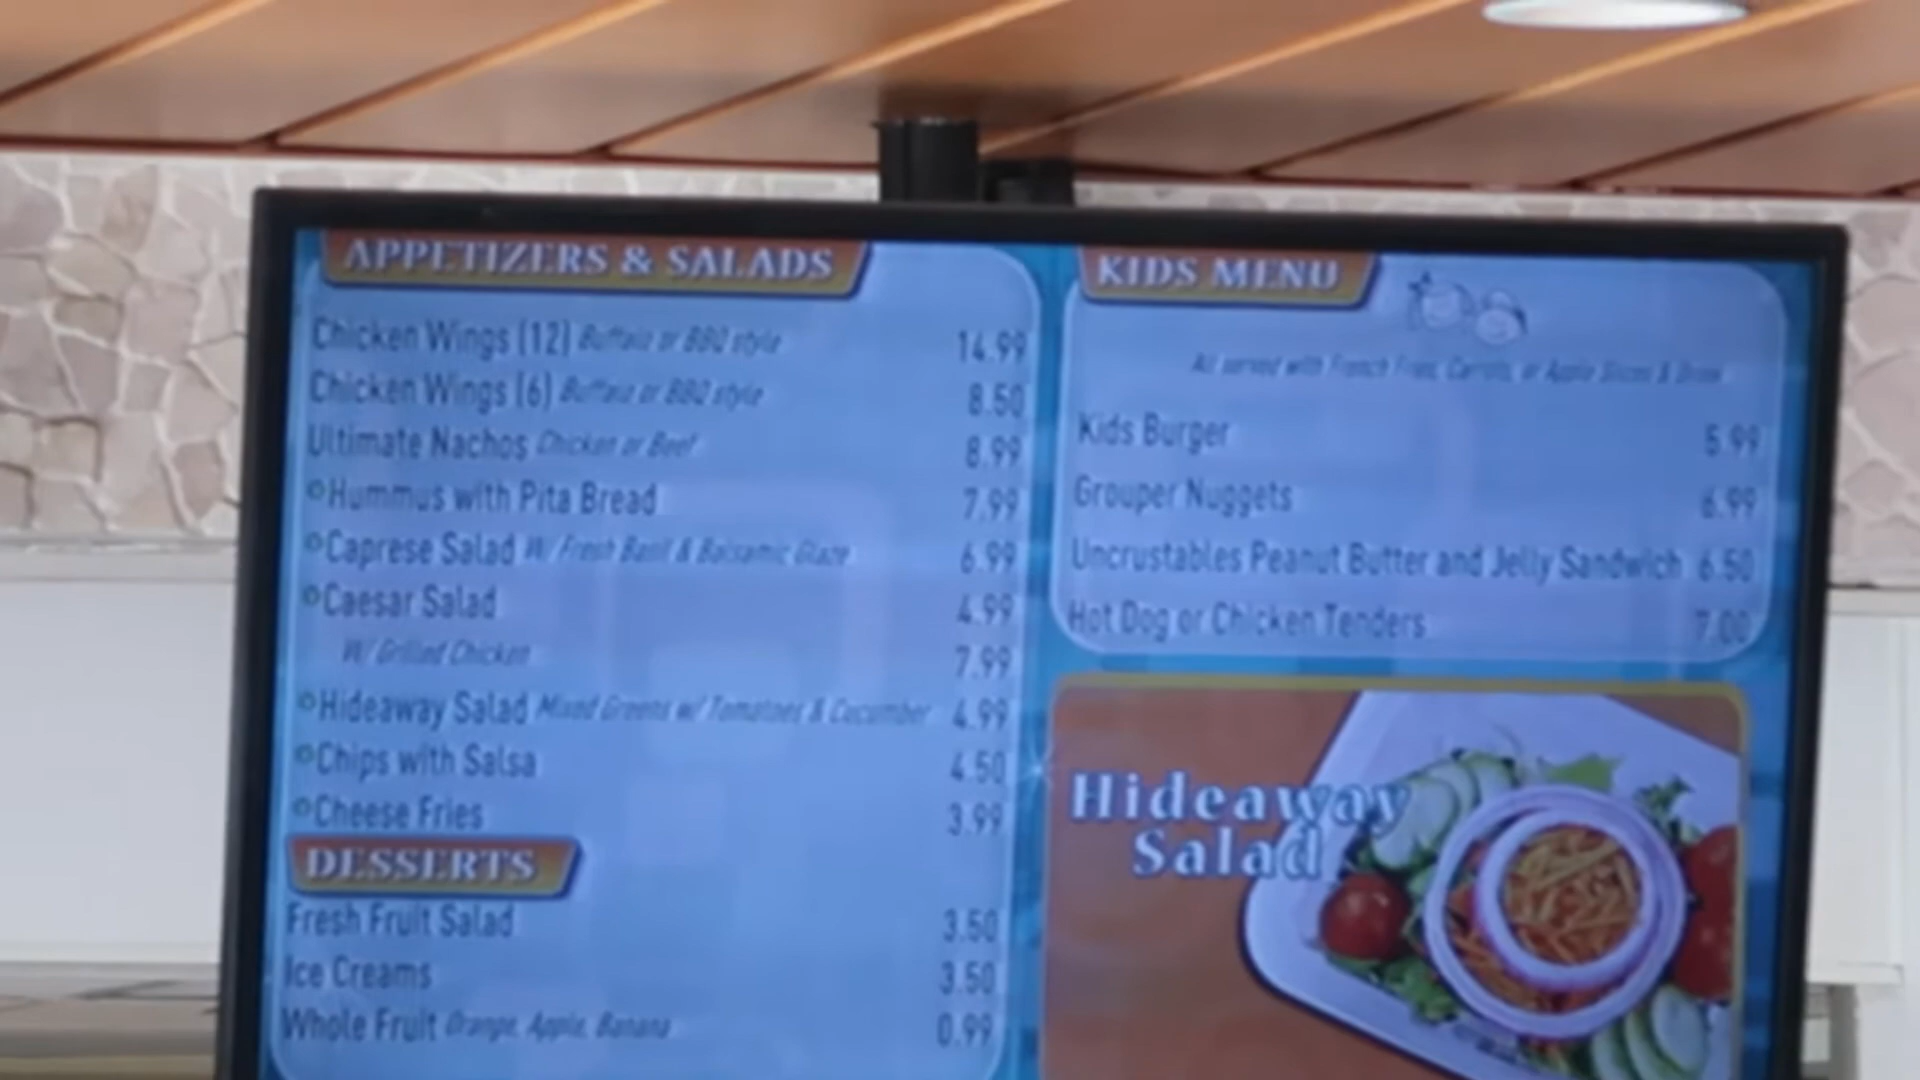 APPETIZERS & SALADS
Chicken Wings (12) Buffalo or BBQ style 14.99
Chicken Wings (6) Buffalo or BBQ style 8.50
Ultimate Nachos Chicken or Beef 8.99
Hummus with Pita Bread 7.99
Caprese Salad W/ Fresh Basil & Balsamic Glaze 6.99
Caesar Salad 4.99
W/ Grilled Chicken 7.99
Hideaway Salad Mixed Greens w/ Tomatoes & Cucumber 4.99
Chips with Salsa 4.50
Cheese Fries 3.99
DESSERTS
Fresh Fruit Salad 3.50
Ice Creams 3.50
Whole Fruit Orange, Apple, Banana 0.99
KIDS MENU
All served with French Fries, Carrots, or Apple Slices & Drink
Kids Burger 5.99
Grouper Nuggets 6.99
Uncrustables Peanut Butter and Jelly Sandwich 6.50
Hot Dog or Chicken Tenders 7.00
Hideaway
Salad